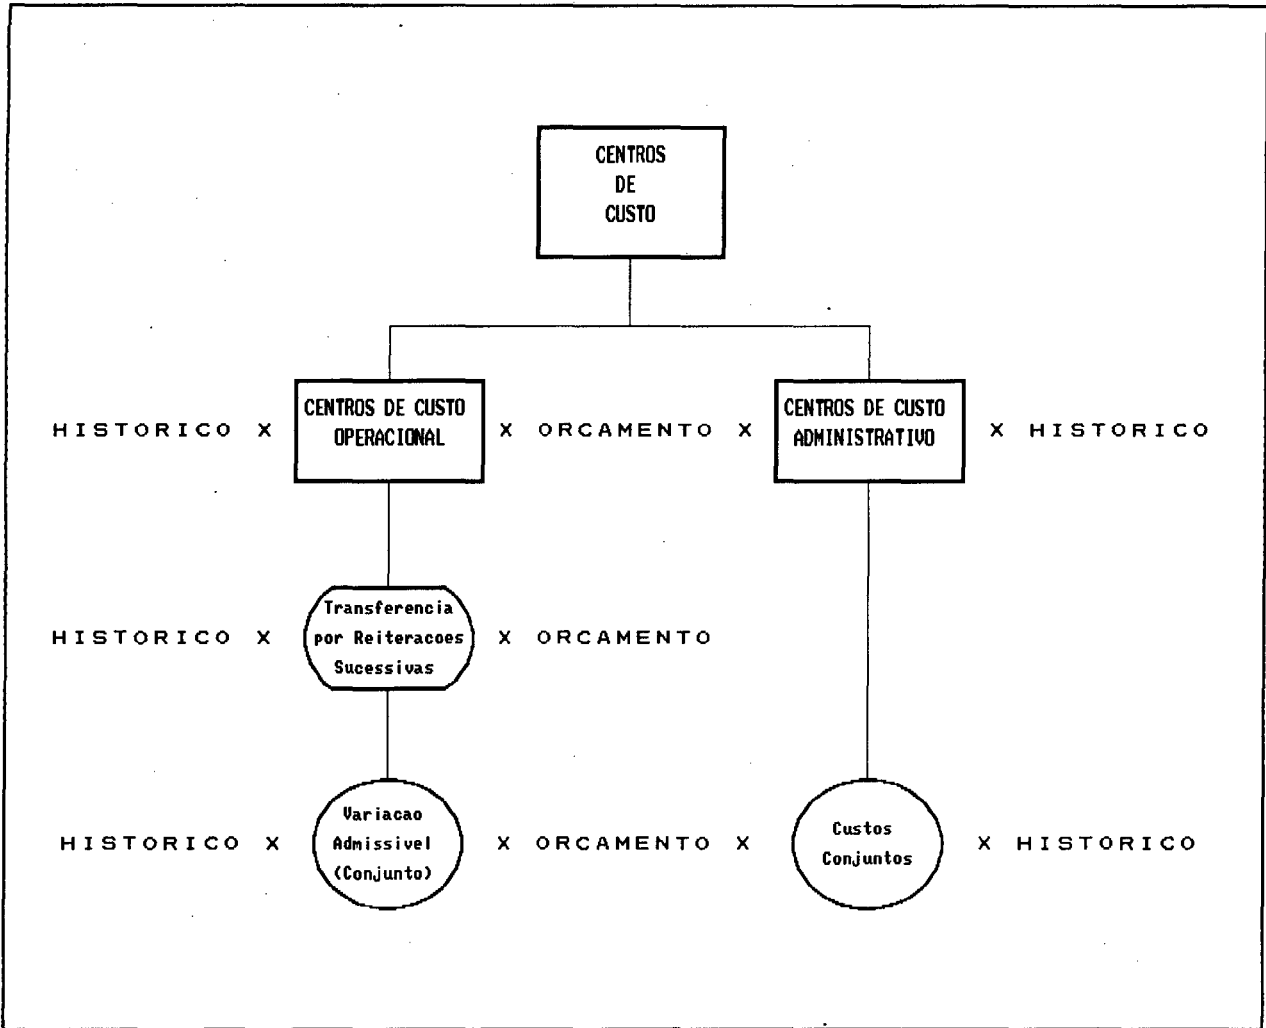 CENTROS
DE
CUSTO
HISTORICO X
CENTROS DE CUSTO
OPERACIONAL
X ORCAMENTO X
CENTROS DE CUSTO
ADMINISTRATIVO
X HISTORICO
HISTORICO X
Transferencia
por Reiteracoes
Sucessivas
X ORCAMENTO
HISTORICO X
Variacao
Admissivel
(Conjunto)
X ORCAMENTO X
Custos
Conjuntos
X HISTORICO